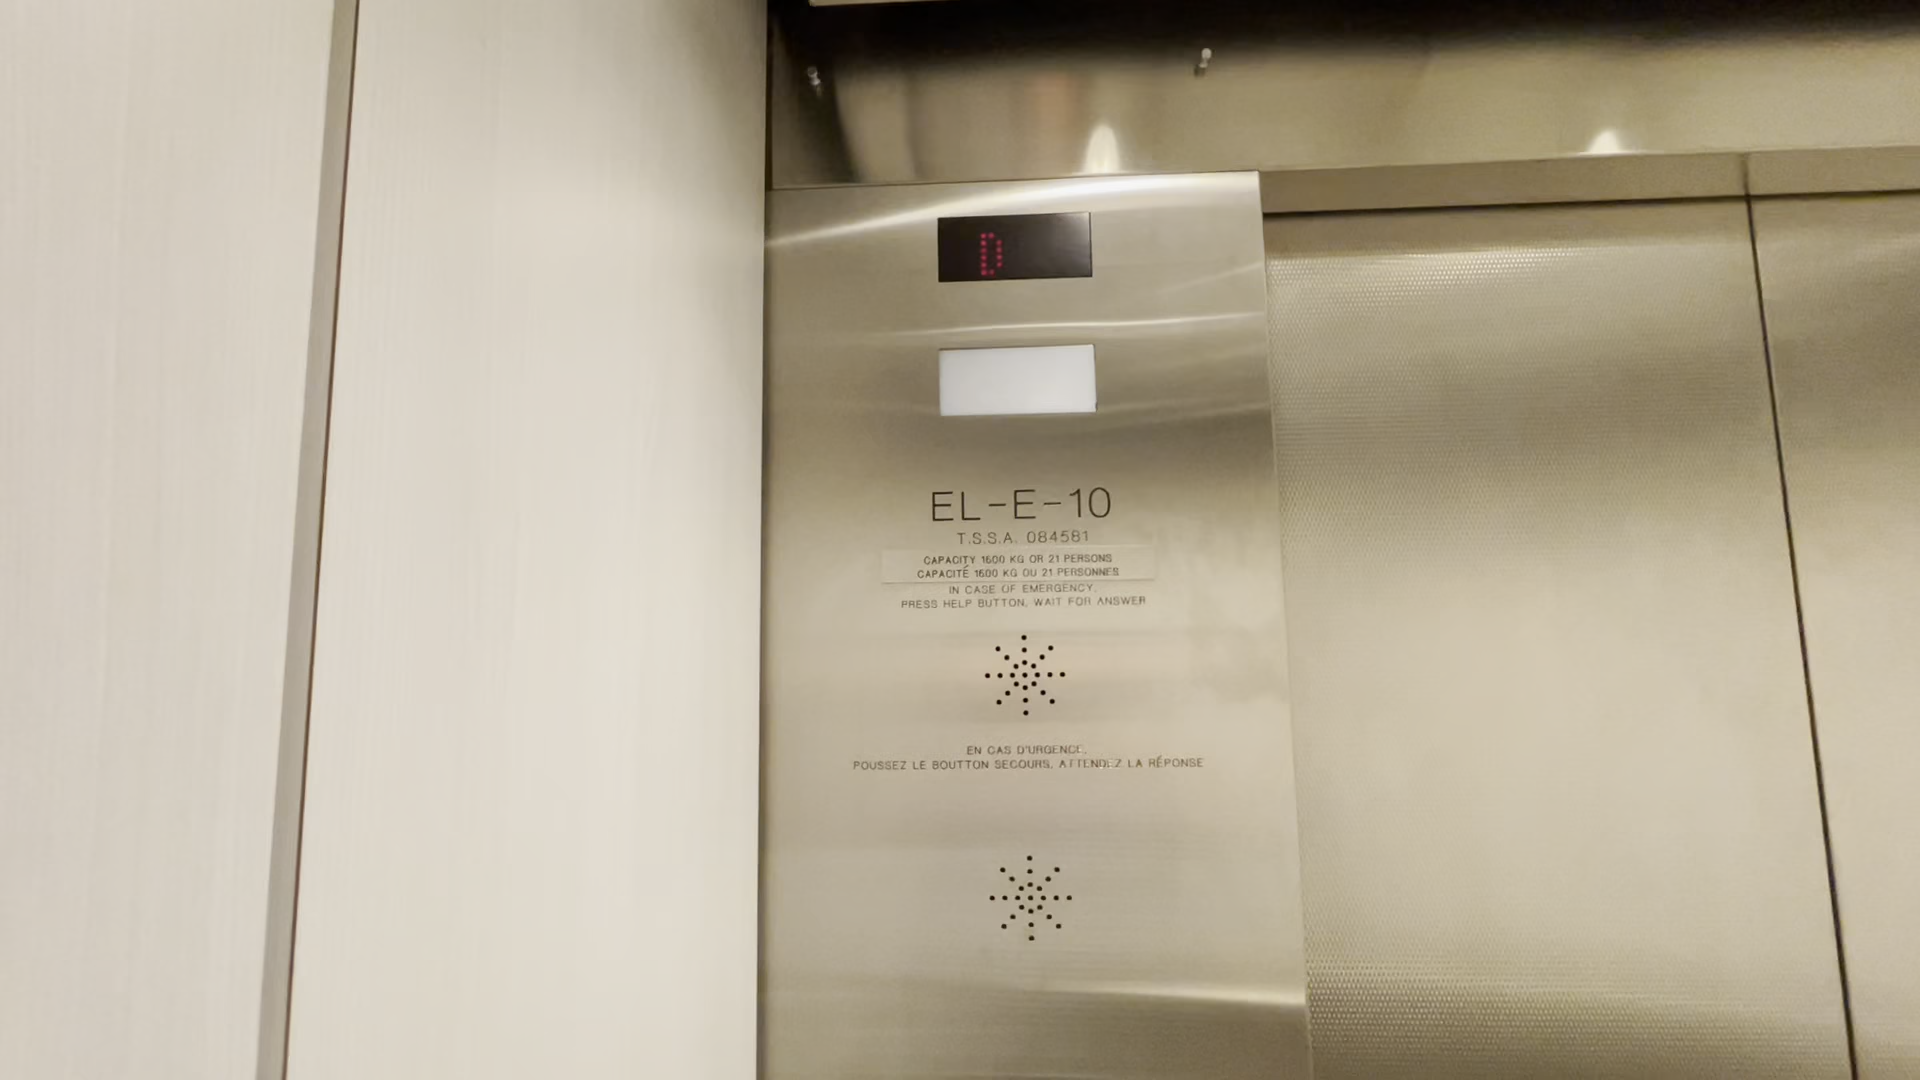 D
EL-E-10
T.S.S.A. 084581
CAPACITY 1600 KG OR 21 PERSONS
CAPACITÉ 1600 KG OU 21 PERSONNES
IN CASE OF EMERGENCY,
PRESS HELP BUTTON, WAIT FOR ANSWER
EN CAS D'URGENCE,
POUSSEZ LE BOUTTON SECOURS, ATTENDEZ LA RÉPONSE